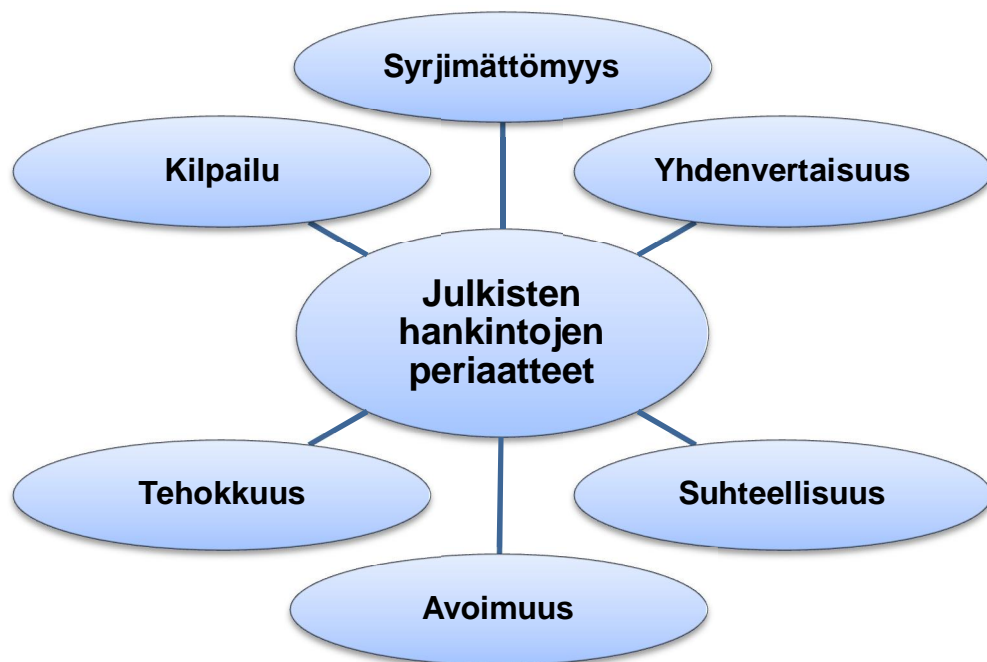 Syrjimättömyys
Kilpailu
Yhdenvertaisuus
Julkisten
hankintojen
periaatteet
Tehokkuus
Suhteellisuus
Avoimuus